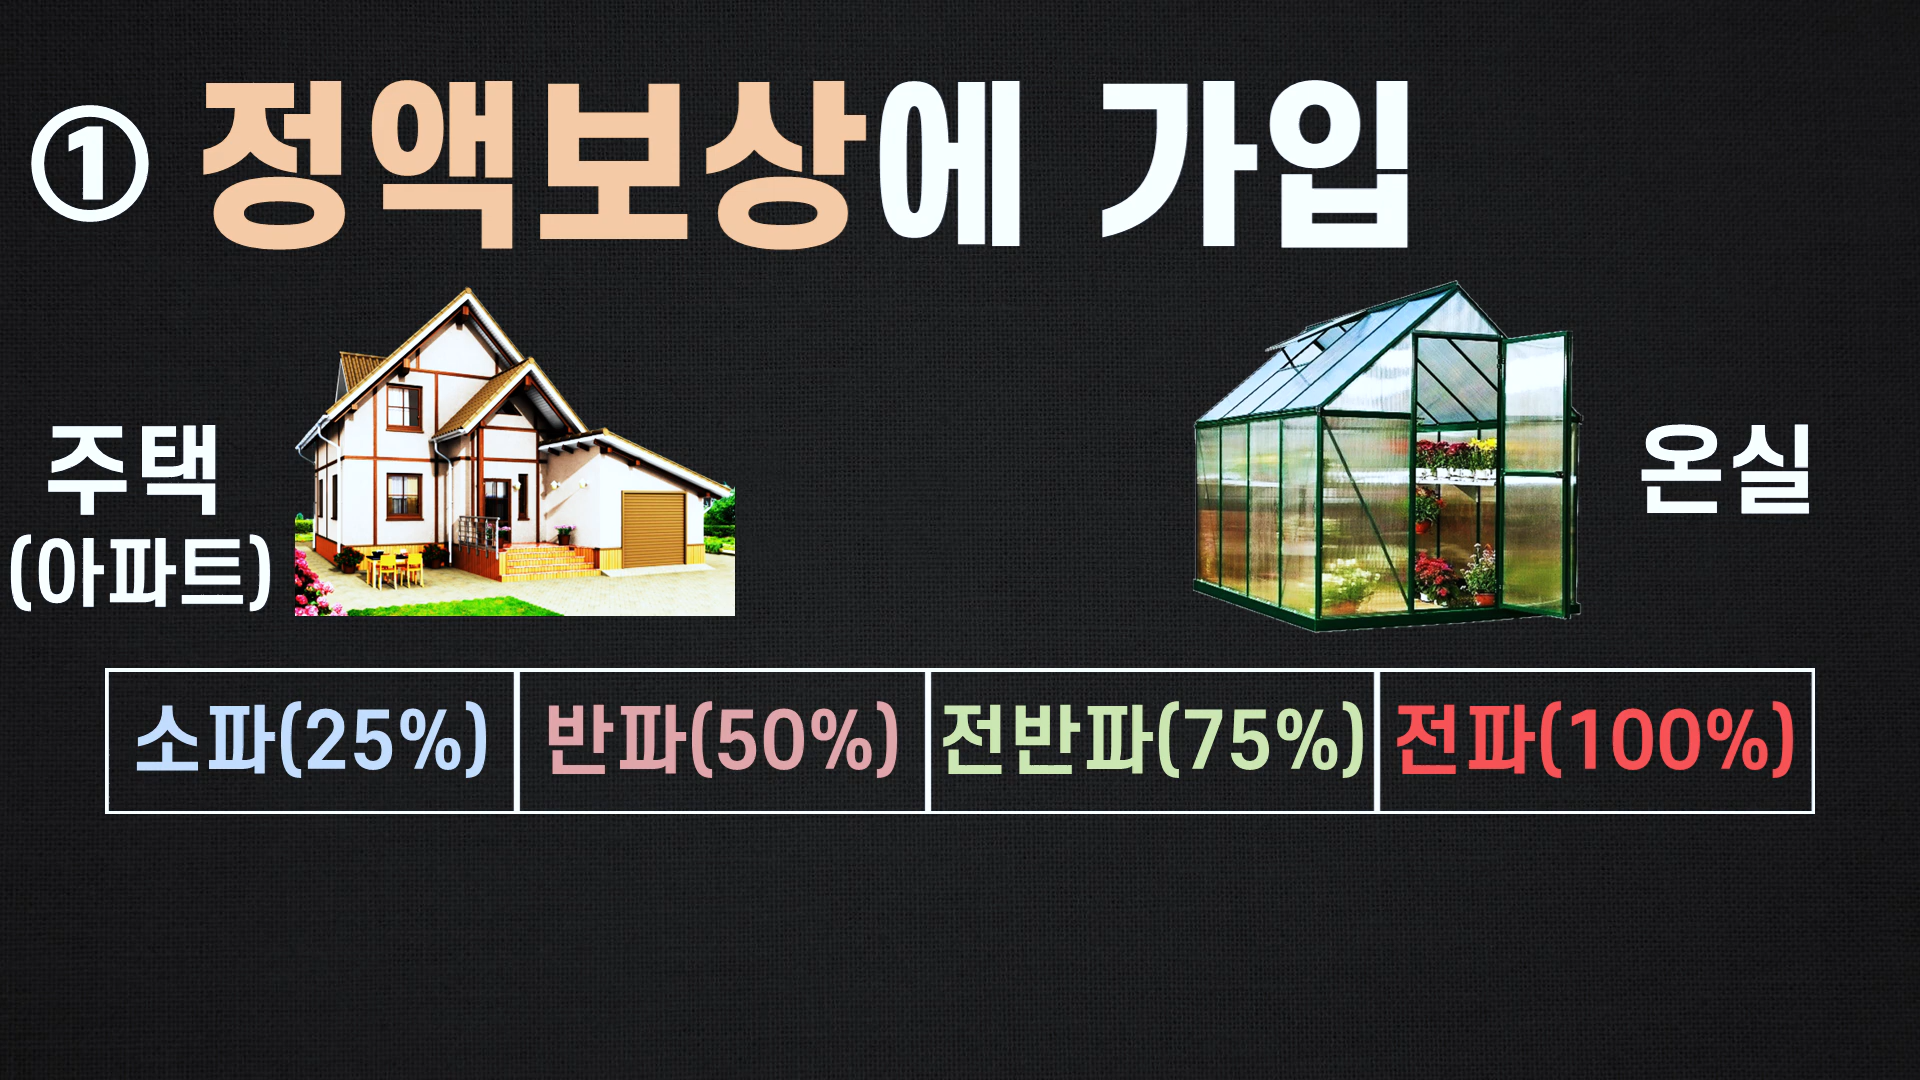 ① 정액보상에 가입
주택
(아파트)
온실
소파(25%) 반파(50%) 전반파(75%) 전파(100%)